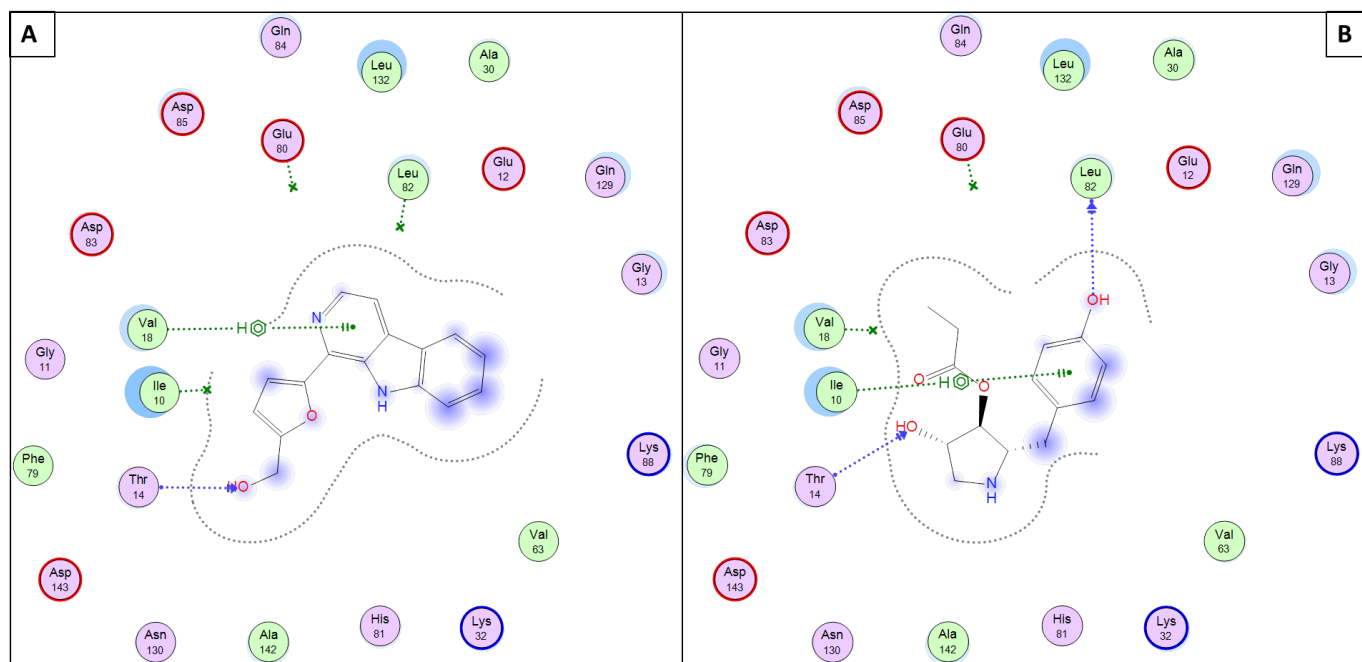 A
Gln
84
Leu
132
Ala
30
Asp
85
Glu
80
Leu
82
Glu
12
Gln
129
Asp
83
Gly
13
Val
18
H
N
Gly
11
Ile
10
N
H
O
Phe
79
Thr
14
HO
Lys
88
Val
63
Asp
143
Asn
130
Ala
142
His
81
Lys
32
B
Gln
84
Leu
132
Ala
30
Asp
85
Glu
80
Leu
82
Glu
12
Gln
129
Asp
83
Gly
13
OH
Val
18
Gly
11
Ile
10
O
H
O
HO
Phe
79
Thr
14
N
H
Lys
88
Val
63
Asp
143
Asn
130
Ala
142
His
81
Lys
32